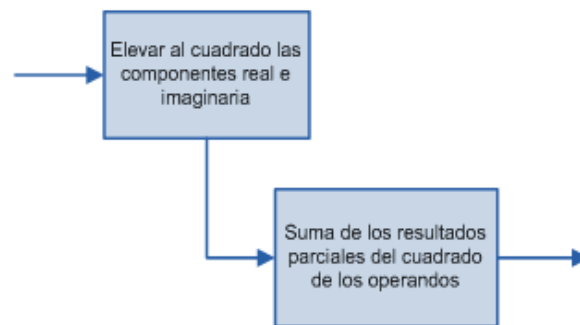 Elevar al cuadrado las
componentes real e
imaginaria
Suma de los resultados
parciales del cuadrado
de los operandos